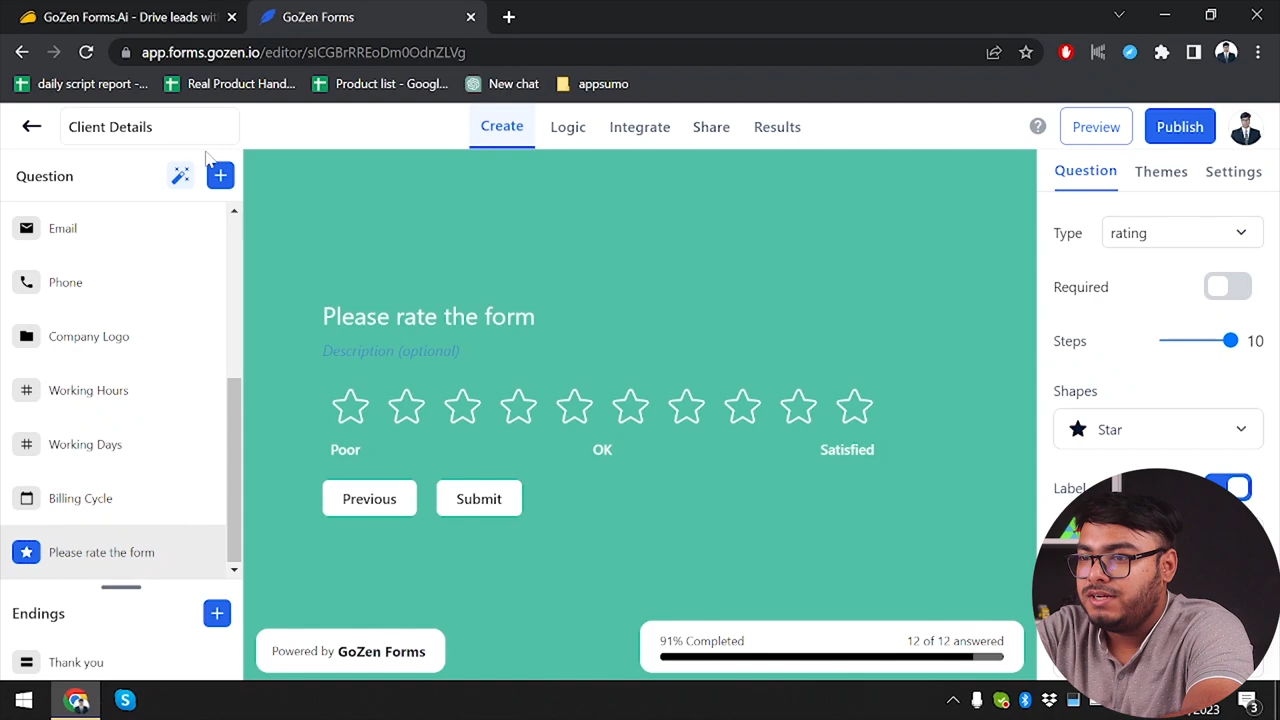 GoZen Forms.Ai - Drive leads wit
GoZen Forms
app.forms.gozen.io/editor/slCGBrRREoDm0OdnZLVg
daily script report -...
Real Product Hand...
Product list - Googl...
New chat
appsumo
Client Details
Create
Logic
Integrate
Share
Results
Preview
Publish
Question
Question
Themes
Settings
Email
Phone
Company Logo
Working Hours
Working Days
Billing Cycle
Please rate the form
Endings
Thank you
Please rate the form
Description (optional)
Poor
OK
Satisfied
Previous
Submit
Powered by GoZen Forms
91% Completed
12 of 12 answered
Type
rating
Required
Steps
10
Shapes
Star
Label
2023
3